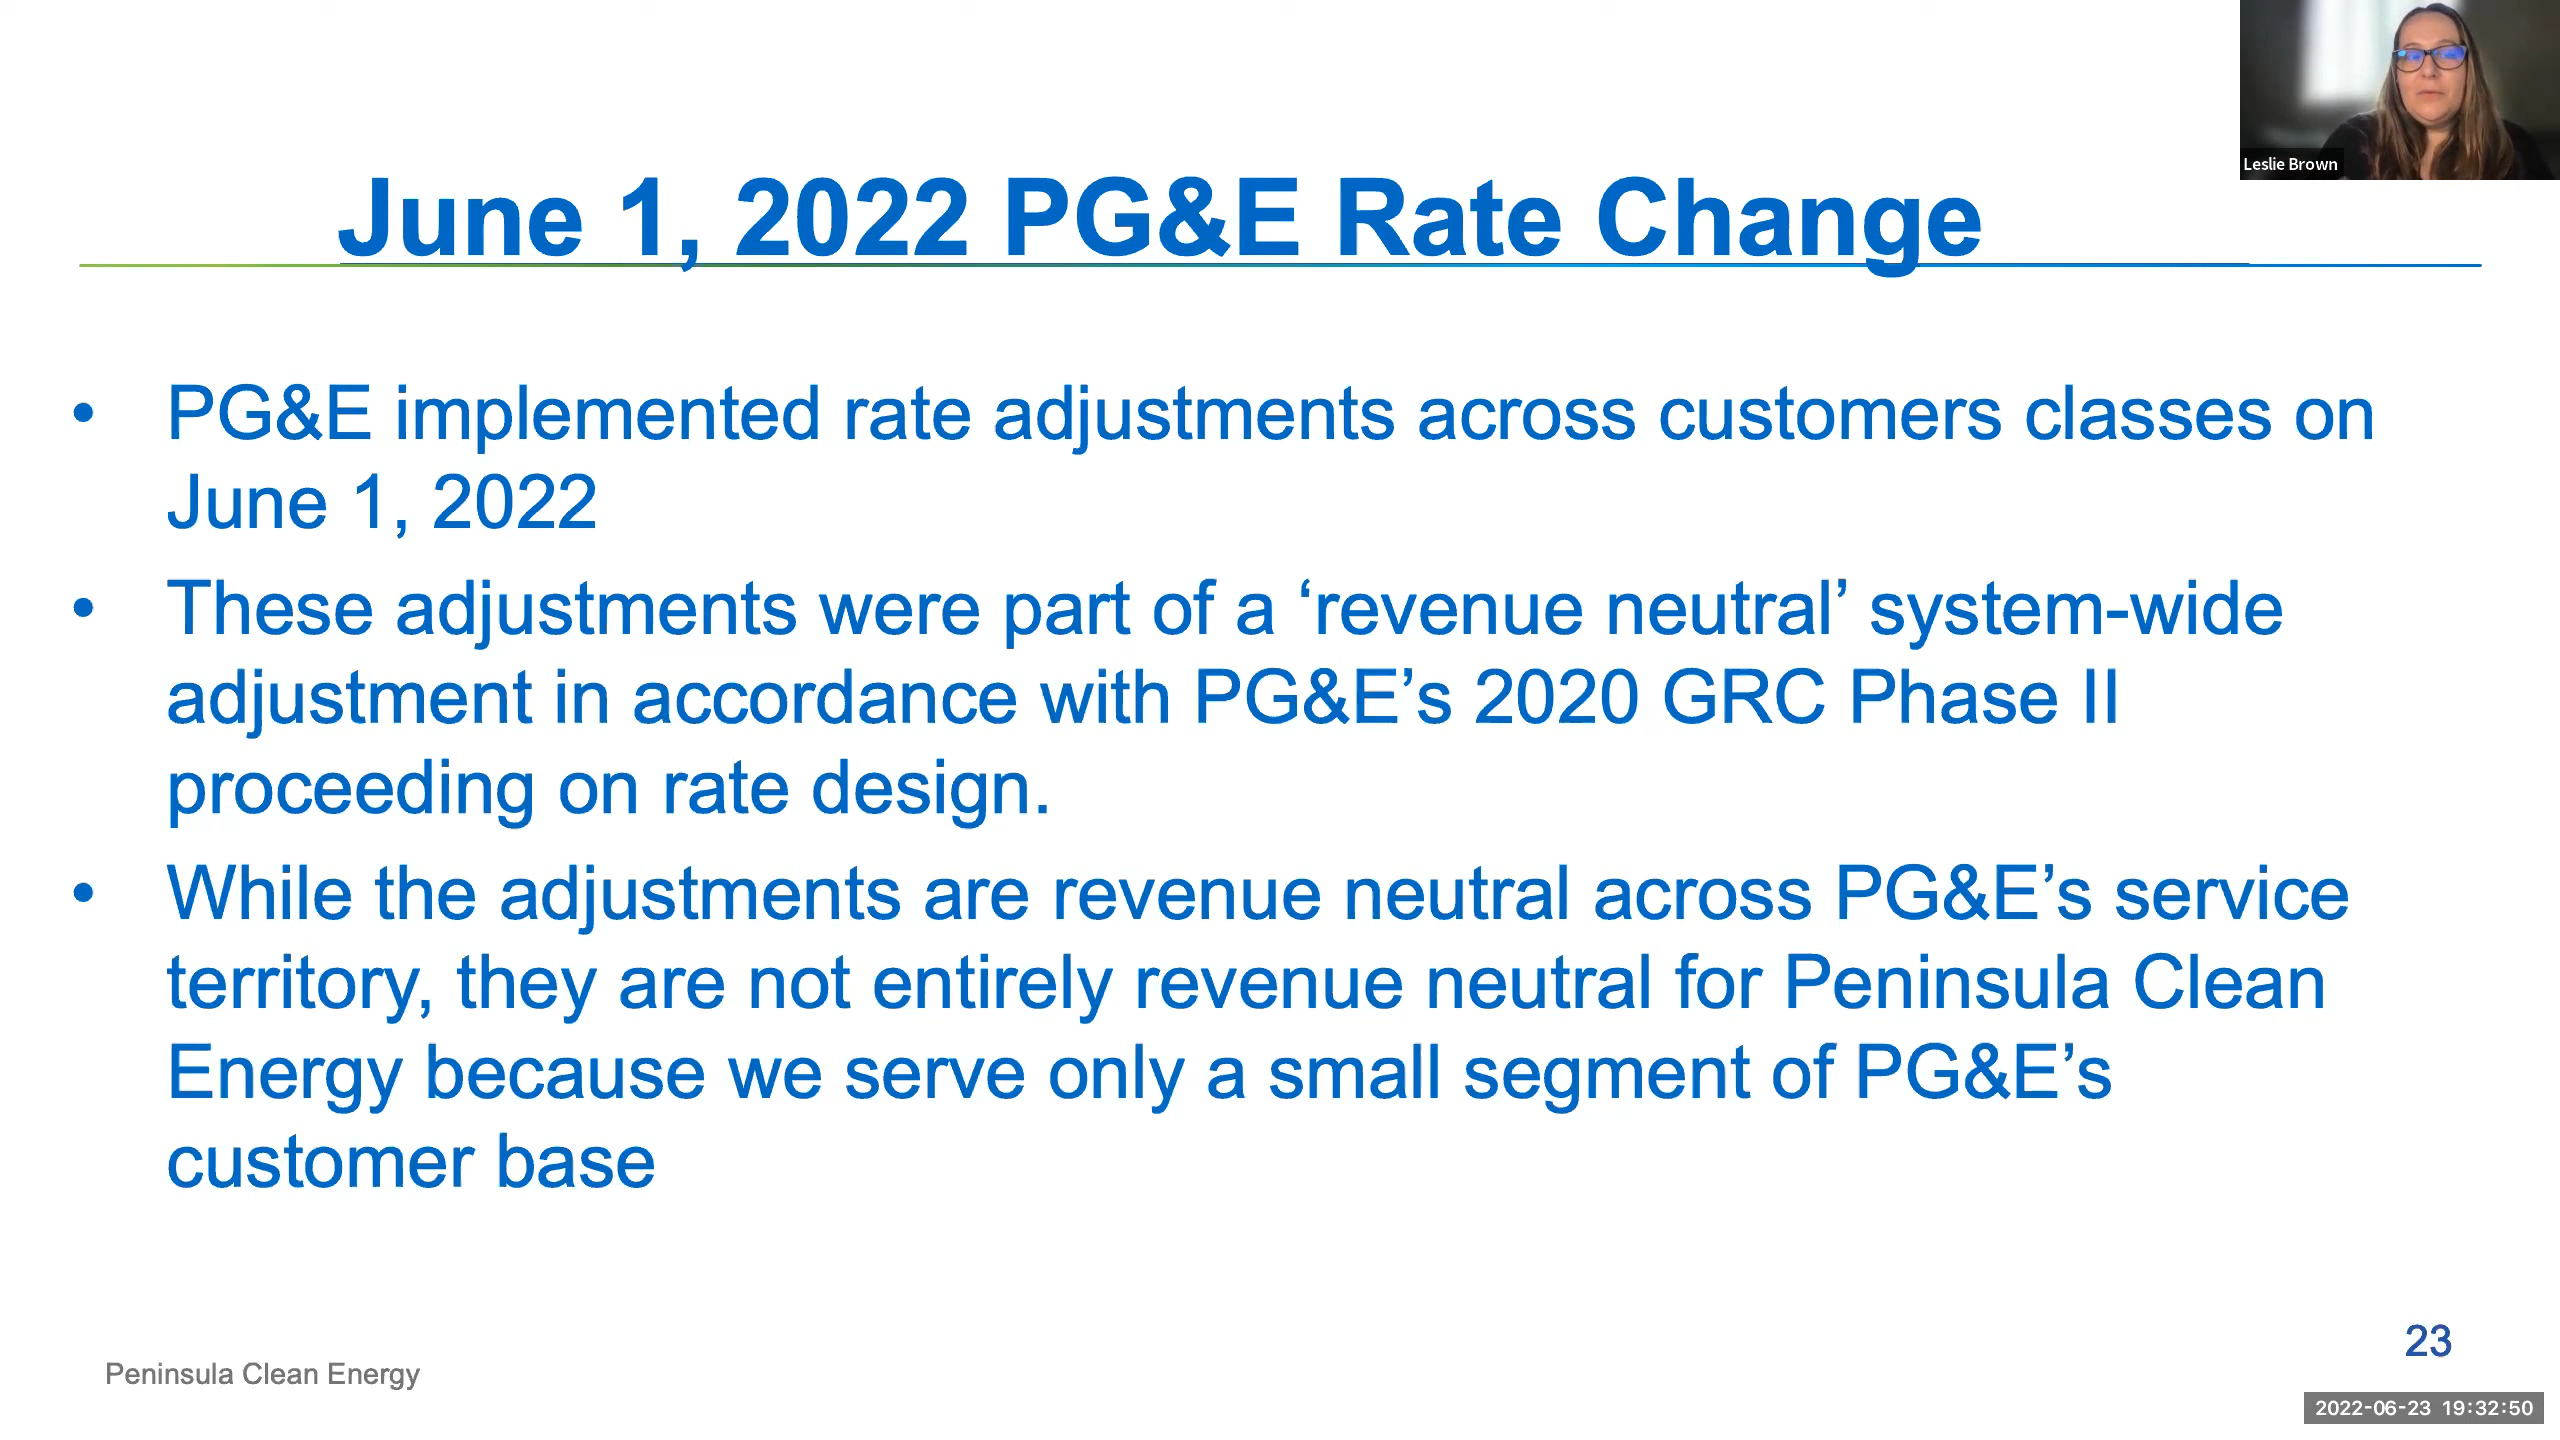 Leslie Brown
June 1, 2022 PG&E Rate Change
• PG&E implemented rate adjustments across customers classes on
June 1, 2022
• These adjustments were part of a ‘revenue neutral’ system-wide
adjustment in accordance with PG&E’s 2020 GRC Phase II
proceeding on rate design.
• While the adjustments are revenue neutral across PG&E’s service
territory, they are not entirely revenue neutral for Peninsula Clean
Energy because we serve only a small segment of PG&E’s
customer base
23
Peninsula Clean Energy
2022-06-23 19:32:50